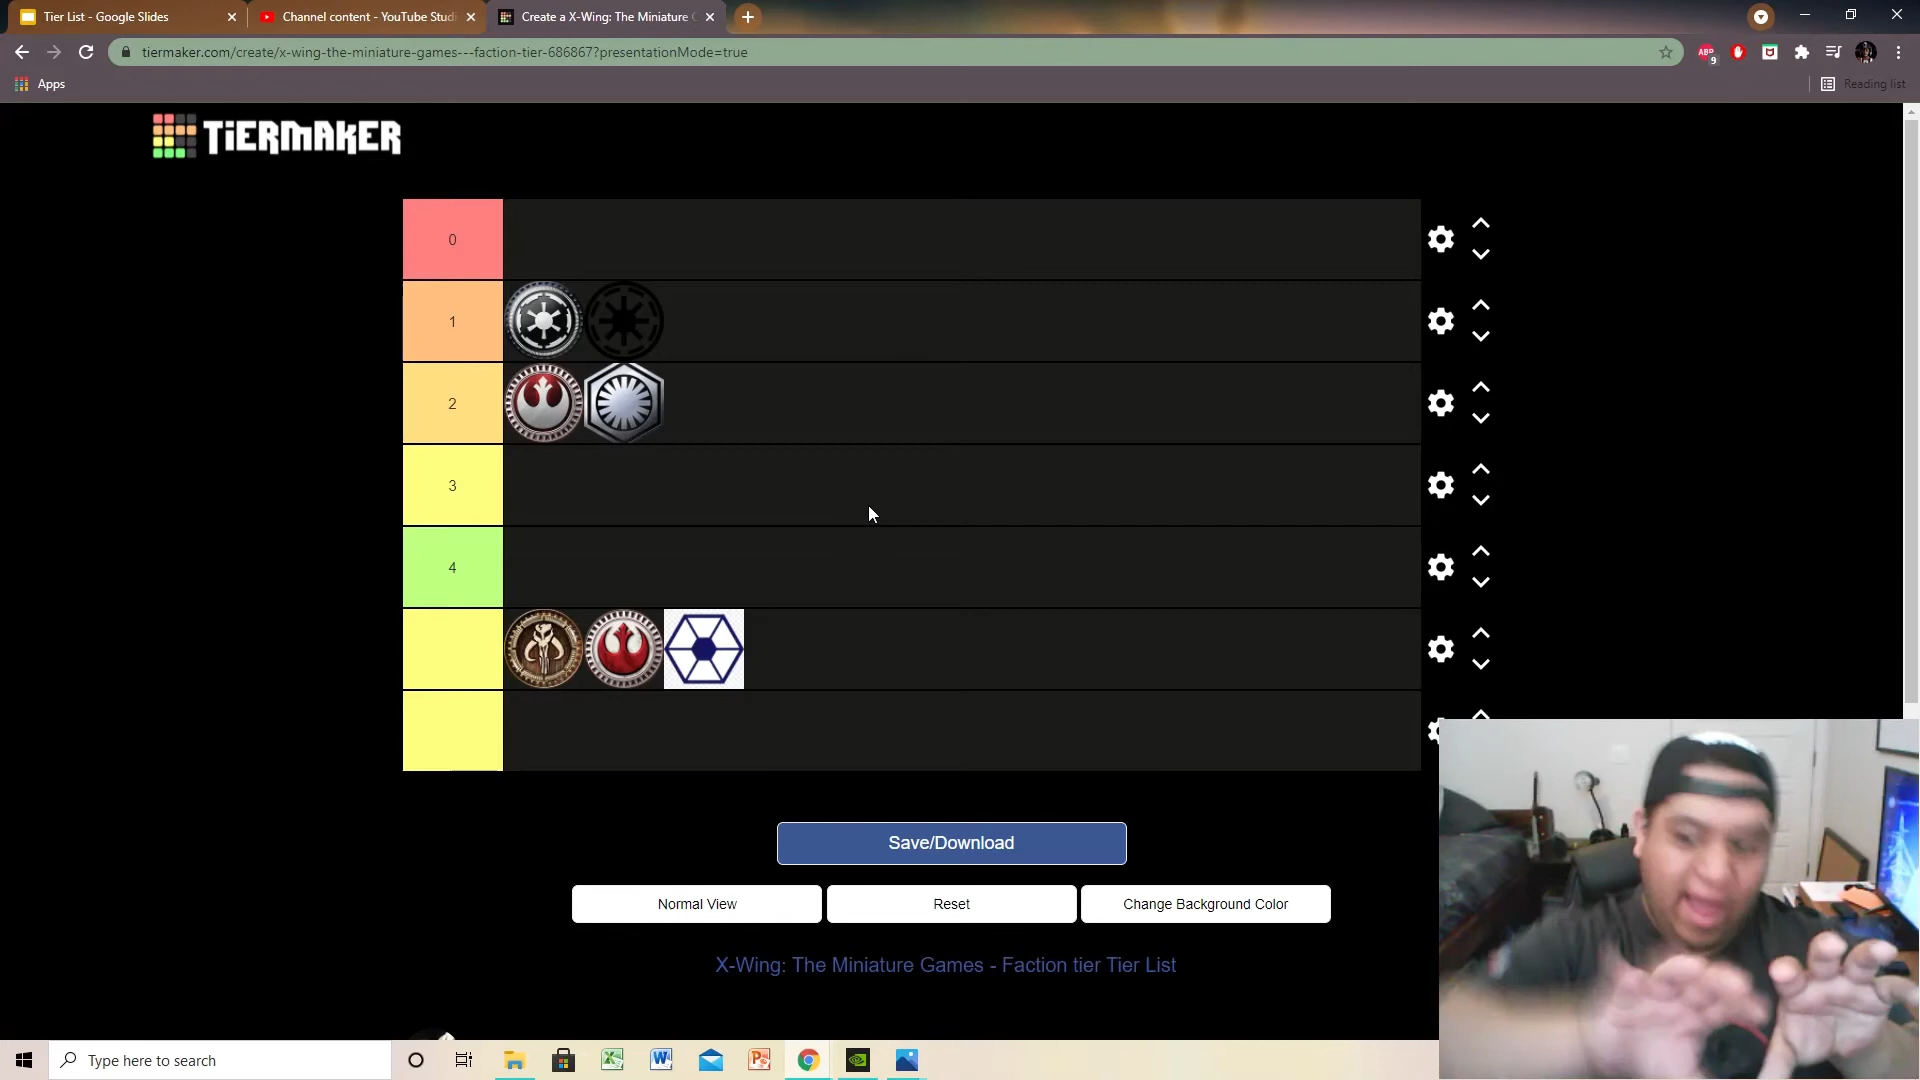 Tier List - Google Slides
Channel content - YouTube Studi
Create a X-Wing: The Miniature G
tiermaker.com/create/x-wing-the-miniature-games---faction-tier-686867?presentationMode=true
ABP
9
Apps
Reading list
TiERMAKER
0
1
2
3
4
Save/Download
Normal View
Reset
Change Background Color
X-Wing: The Miniature Games - Faction tier Tier List
Type here to search